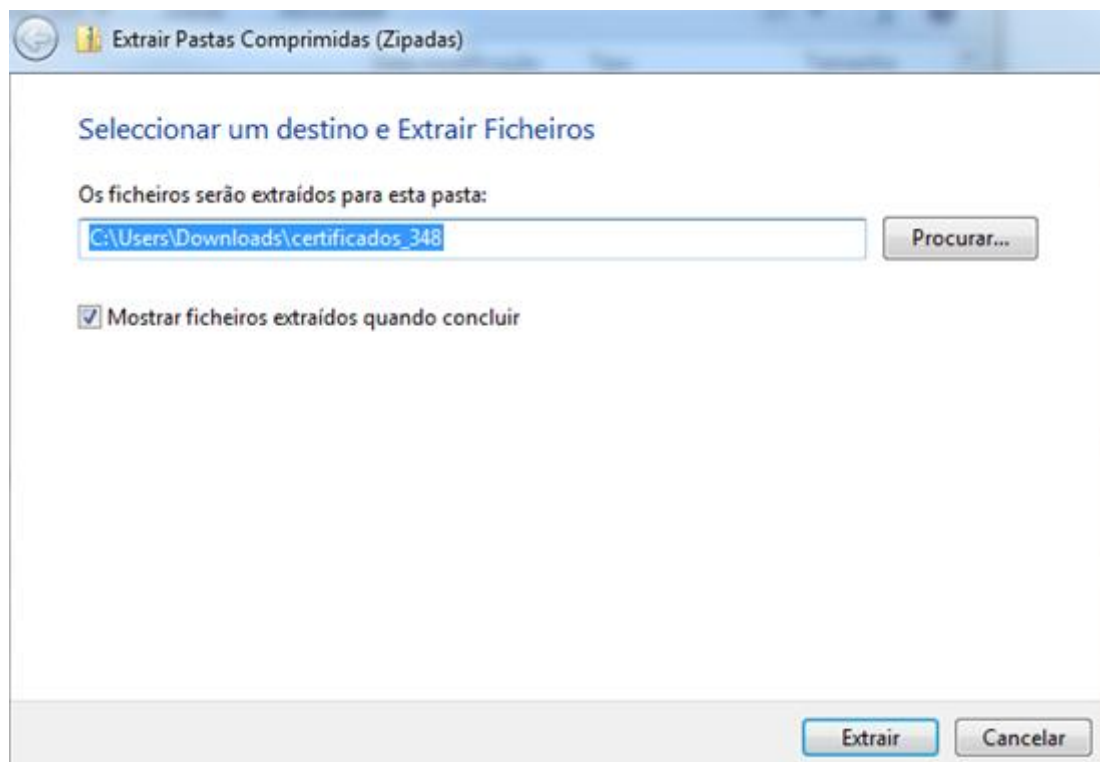 Extrair Pastas Comprimidas (Zipadas)
Seleccionar um destino e Extrair Ficheiros
Os ficheiros serão extraídos para esta pasta:
C:\Users\Downloads\certificados_348
Procurar...
Mostrar ficheiros extraídos quando concluir
Extrair
Cancelar